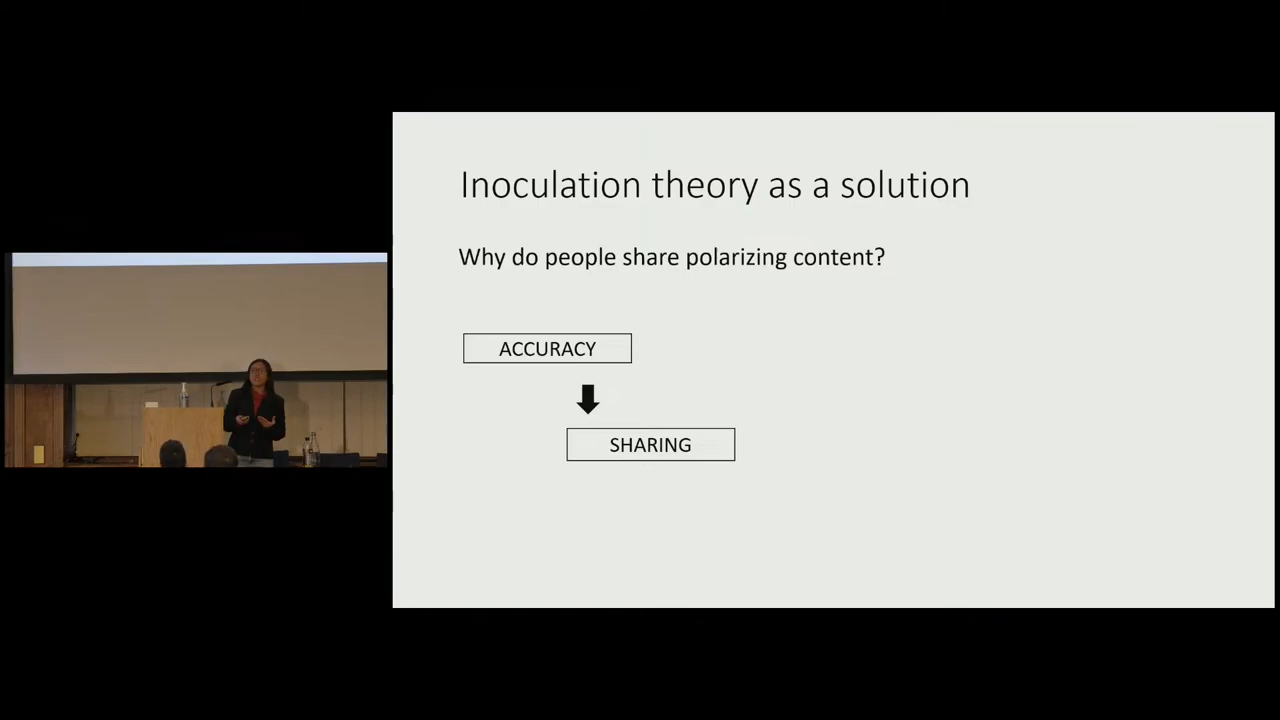 Inoculation theory as a solution
Why do people share polarizing content?
ACCURACY
SHARING